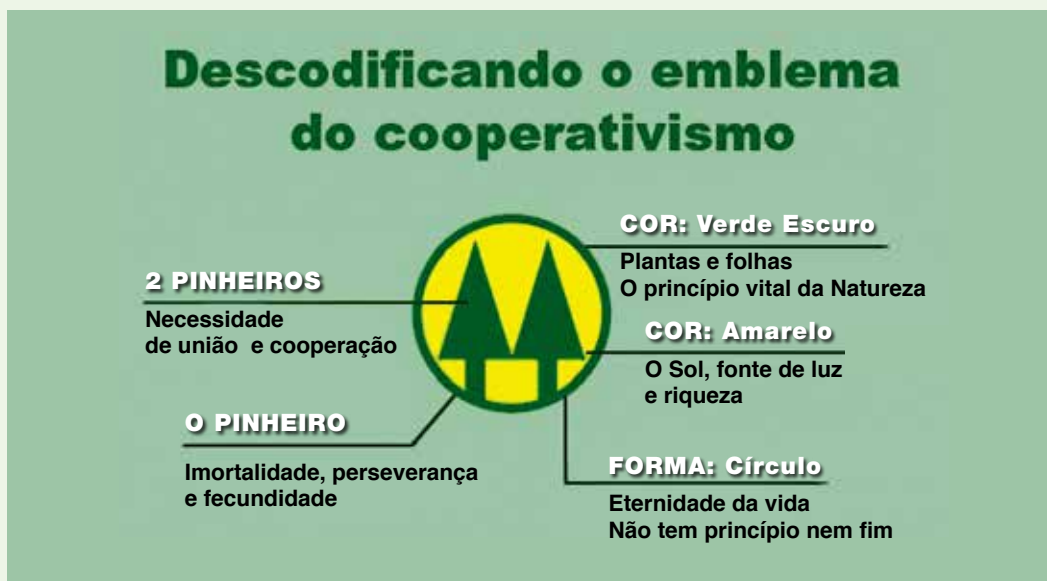 Descodificando o emblema
do cooperativismo
2 PINHEIROS
Necessidade
de união e cooperação
O PINHEIRO
Imortalidade, perseverança
e fecundidade
COR: Verde Escuro
Plantas e folhas
O princípio vital da Natureza
COR: Amarelo
O Sol, fonte de luz
e riqueza
FORMA: Círculo
Eternidade da vida
Não tem princípio nem fim